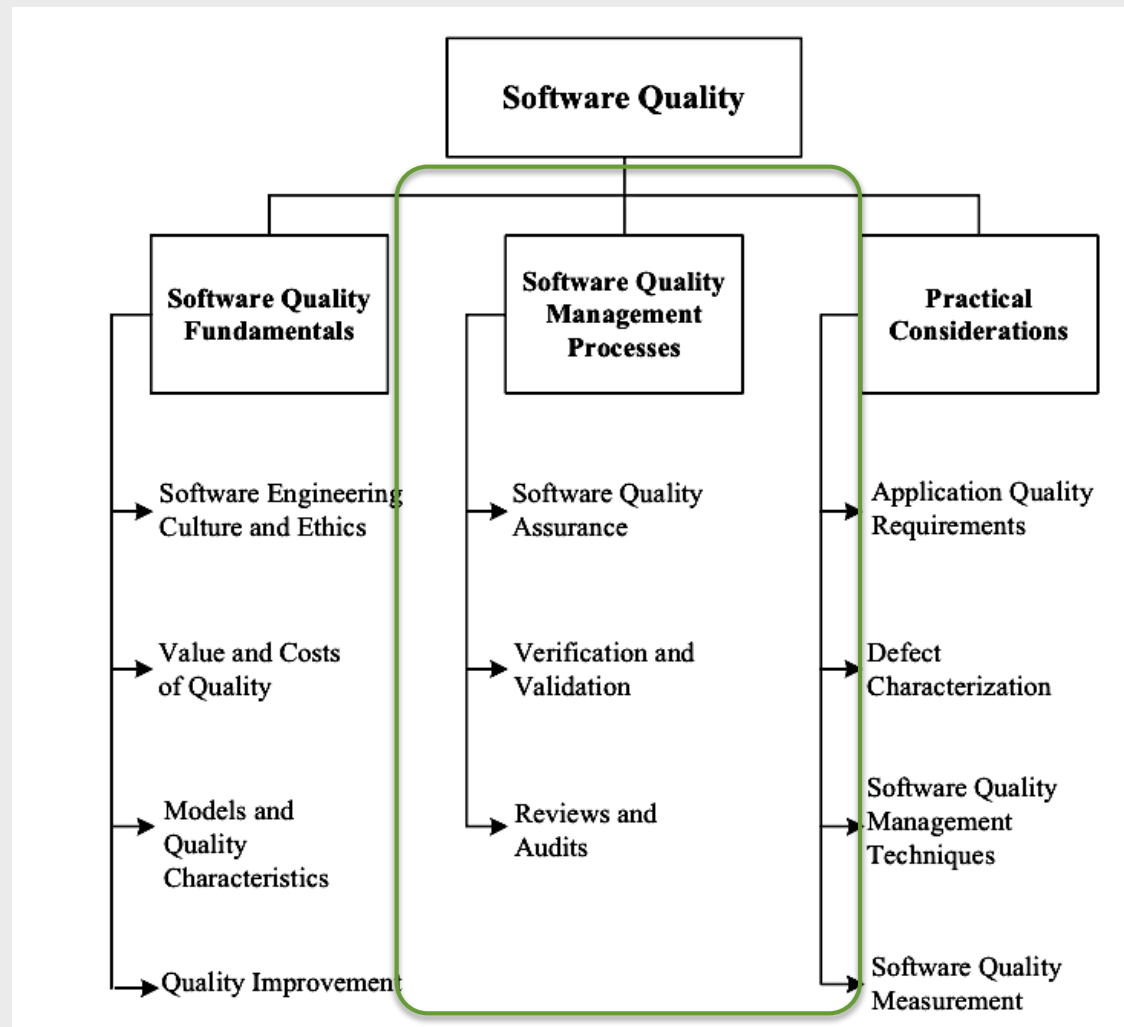 Software Quality
Software Quality
Fundamentals
Software Engineering
Culture and Ethics
Value and Costs
of Quality
Models and
Quality
Characteristics
Quality Improvement
Software Quality
Management
Processes
Software Quality
Assurance
Verification and
Validation
Reviews and
Audits
Practical
Considerations
Application Quality
Requirements
Defect
Characterization
Software Quality
Management
Techniques
Software Quality
Measurement